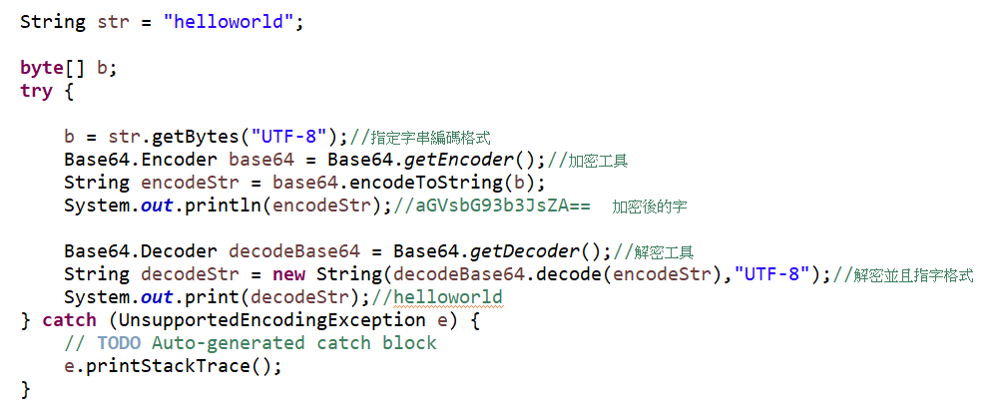 String str = "helloworld";
byte[] b;
try {
b = str.getBytes("UTF-8");//指定字串編碼格式
Base64.Encoder base64 = Base64.getEncoder();//加密工具
String encodeStr = base64.encodeToString(b);
System.out.println(encodeStr);//aGVsbG93b3JsZA== 加密後的字
Base64.Decoder decodeBase64 = Base64.getDecoder();//解密工具
String decodeStr = new String(decodeBase64.decode(encodeStr),"UTF-8");//解密並且指字格式
System.out.print(decodeStr);//helloworld
} catch (UnsupportedEncodingException e) {
// TODO Auto-generated catch block
e.printStackTrace();
}